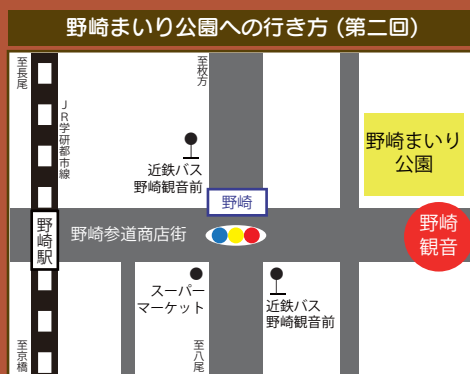 野崎まいり公園への行き方 (第二回)
至長尾
JR学研都市線
至枚方
近鉄バス
野崎観音前
野崎まいり
公園
野崎
野崎駅
野崎参道商店街
野崎
観音
スーパー
マーケット
近鉄バス
野崎観音前
至京橋
至八尾